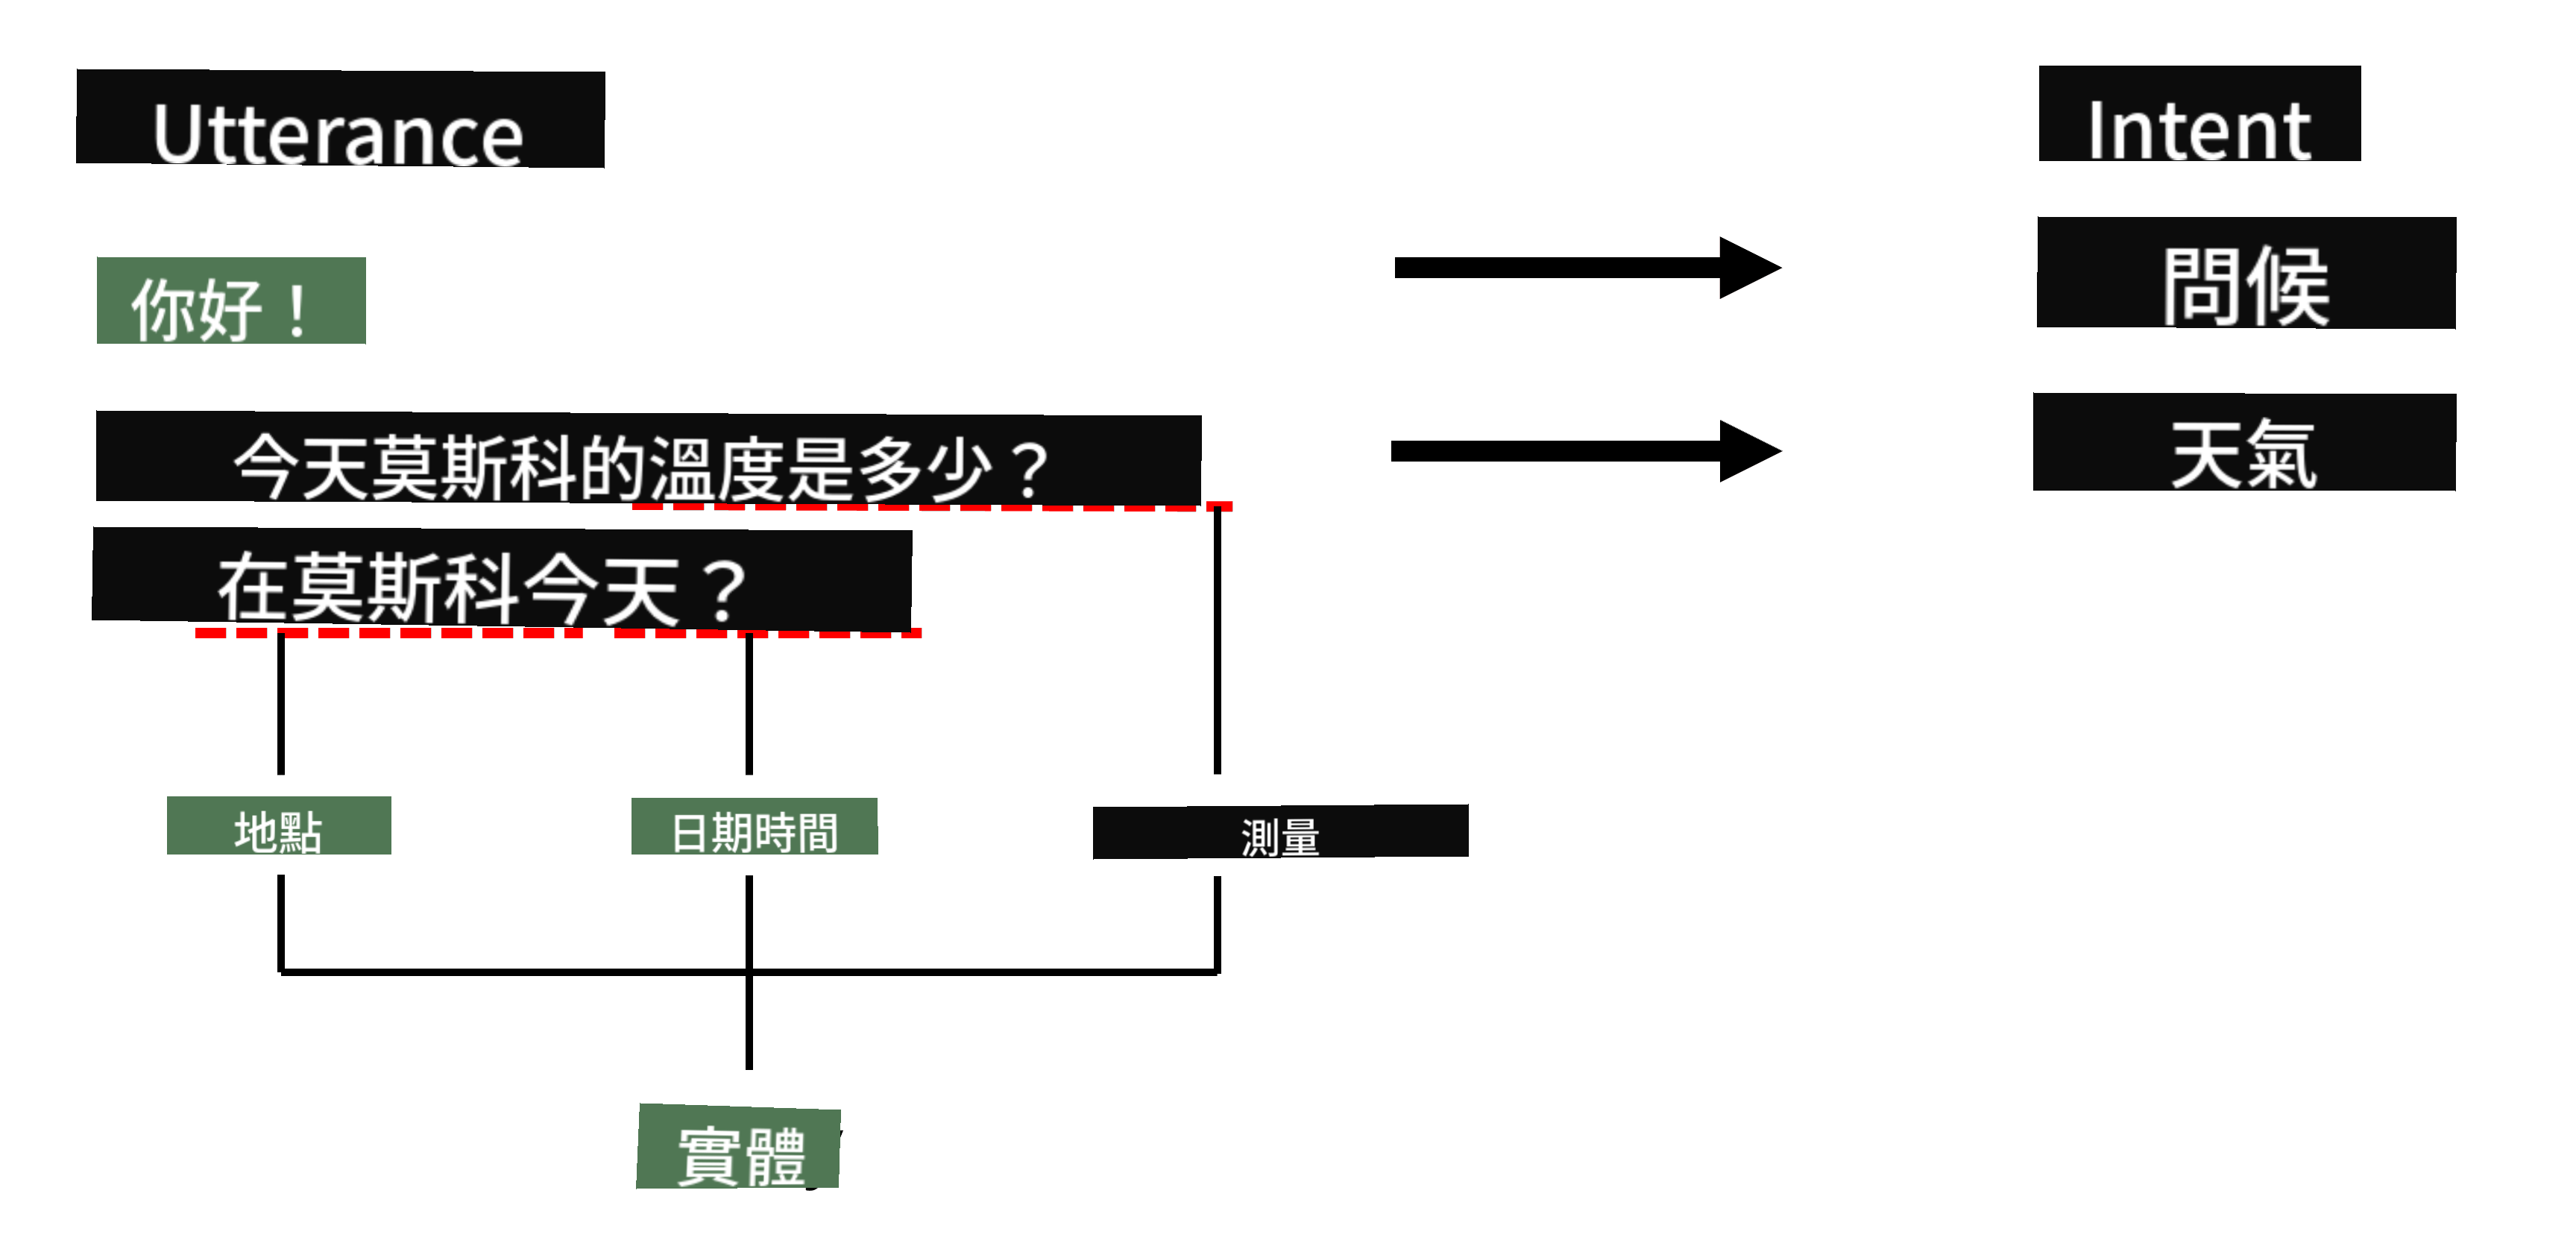 Utterance
Intent
你好！
問候
今天莫斯科的溫度是多少？
天氣
在莫斯科今天？
地點
日期時間
測量
實體